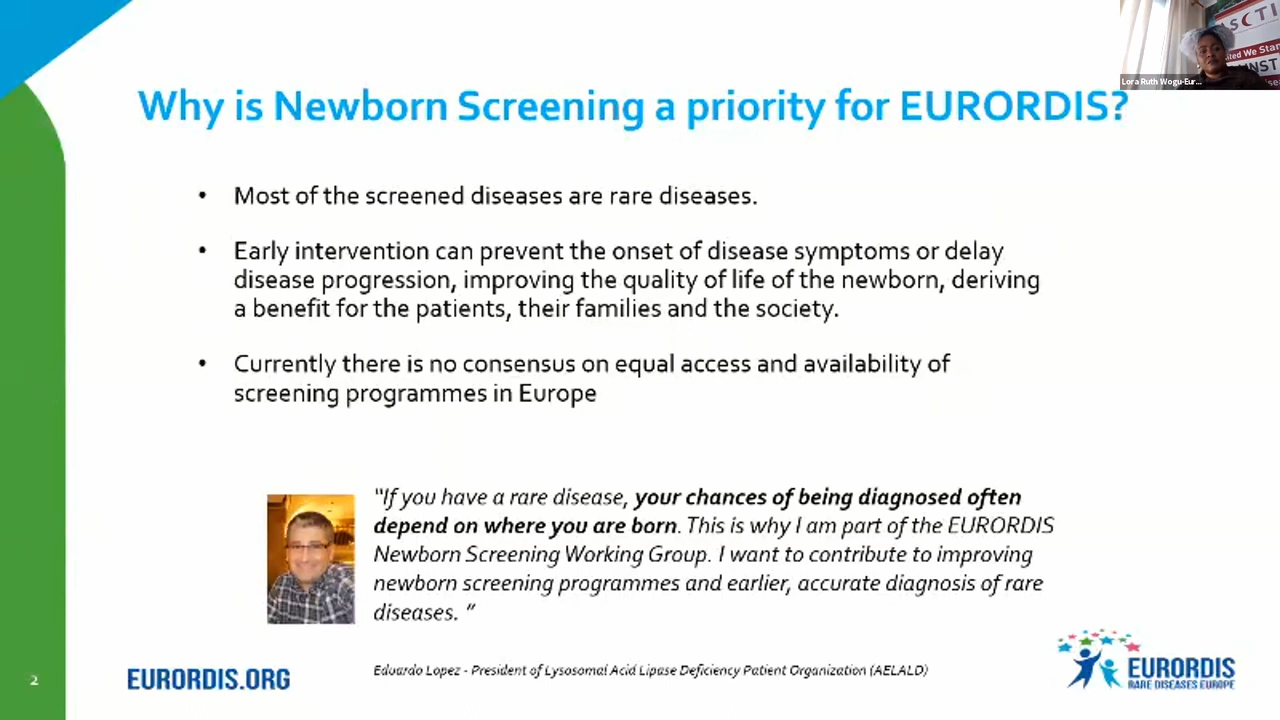 Why is Newborn Screening a priority for EURORDIS?
• Most of the screened diseases are rare diseases.
• Early intervention can prevent the onset of disease symptoms or delay
disease progression, improving the quality of life of the newborn, deriving
a benefit for the patients, their families and the society.
• Currently there is no consensus on equal access and availability of
screening programmes in Europe
"If you have a rare disease, your chances of being diagnosed often
depend on where you are born. This is why I am part of the EURORDIS
Newborn Screening Working Group. I want to contribute to improving
newborn screening programmes and earlier, accurate diagnosis of rare
diseases. "
Eduardo Lopez - President of Lysosomal Acid Lipase Deficiency Patient Organization (AELALD)
2
EURORDIS.ORG
EURORDIS
RARE DISEASES EUROPE
Lora Ruth Wogu-Eur...
We Stan